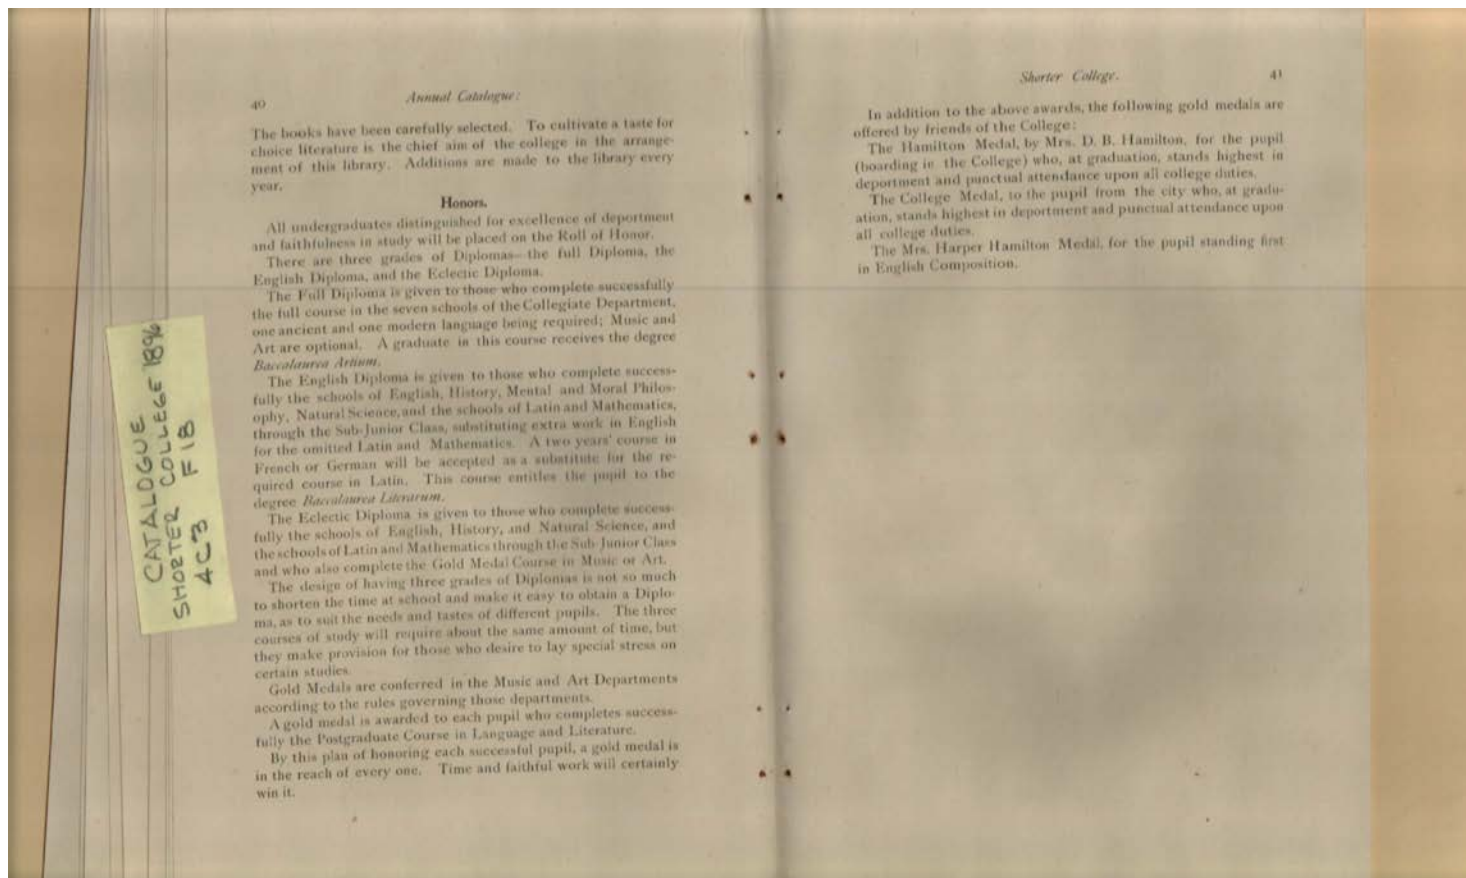 40
Annual Catalogue:
The books have been carefully selected. To cultivate a taste for
choice literature is the chief aim of the college in the arrange-
ment of this library. Additions are made to the library every
year.
Honors.
All undergraduates distinguished for excellence of deportment
and faithfulness in study will be placed on the Roll of Honor.
There are three grades of Diplomas—the full Diploma, the
English Diploma, and the Eclectic Diploma.
The Full Diploma is given to those who complete successfully
the full course in the seven schools of the Collegiate Department,
one ancient and one modern language being required; Music and
Art are optional. A graduate in this course receives the degree
Baccalaurea Artium.
The English Diploma is given to those who complete success-
fully the schools of English, History, Mental and Moral Philos-
ophy, Natural Science, and the schools of Latin and Mathematics,
through the Sub-Junior Class, substituting extra work in English
for the omitted Latin and Mathematics. A two years' course in
French or German will be accepted as a substitute for the re-
quired course in Latin. This course entitles the pupil to the
degree Baccalaurea Literarum.
The Eclectic Diploma is given to those who complete success-
fully the schools of English, History, and Natural Science, and
the schools of Latin and Mathematics through the Sub-Junior Class
and who also complete the Gold Medal Course in Music or Art.
The design of having three grades of Diplomas is not so much
to shorten the time at school and make it easy to obtain a Diplo-
ma, as to suit the needs and tastes of different pupils. The three
courses of study will require about the same amount of time, but
they make provision for those who desire to lay special stress on
certain studies.
Gold Medals are conferred in the Music and Art Departments
according to the rules governing those departments.
A gold medal is awarded to each pupil who completes success-
fully the Postgraduate Course in Language and Literature.
By this plan of honoring each successful pupil, a gold medal is
in the reach of every one. Time and faithful work will certainly
win it.
Shorter College.
41
In addition to the above awards, the following gold medals are
offered by friends of the College:
The Hamilton Medal, by Mrs. D. B. Hamilton, for the pupil
(boarding in the College) who, at graduation, stands highest in
deportment and punctual attendance upon all college duties.
The College Medal, to the pupil from the city who, at gradu-
ation, stands highest in deportment and punctual attendance upon
all college duties.
The Mrs. Harper Hamilton Medal, for the pupil standing first
in English Composition.
CATALOGUE
SHORTER COLLEGE 1896
4C3 F18